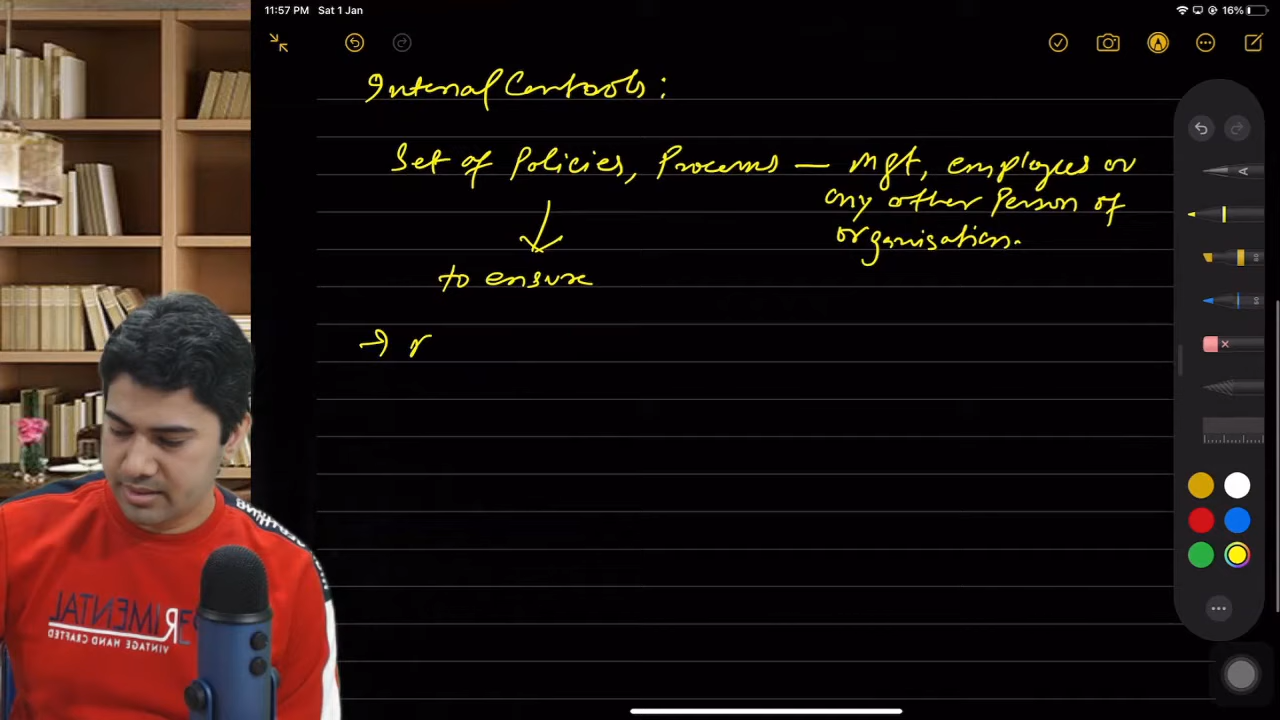 11:57 PM Sat 1 Jan
16%
Internal Controls:
Set of Policies, Process — Mgt, employees or
any other Person of
organisation.
to ensure
→ r
RIMENTAL
VINTAGE HAND CRAFTED